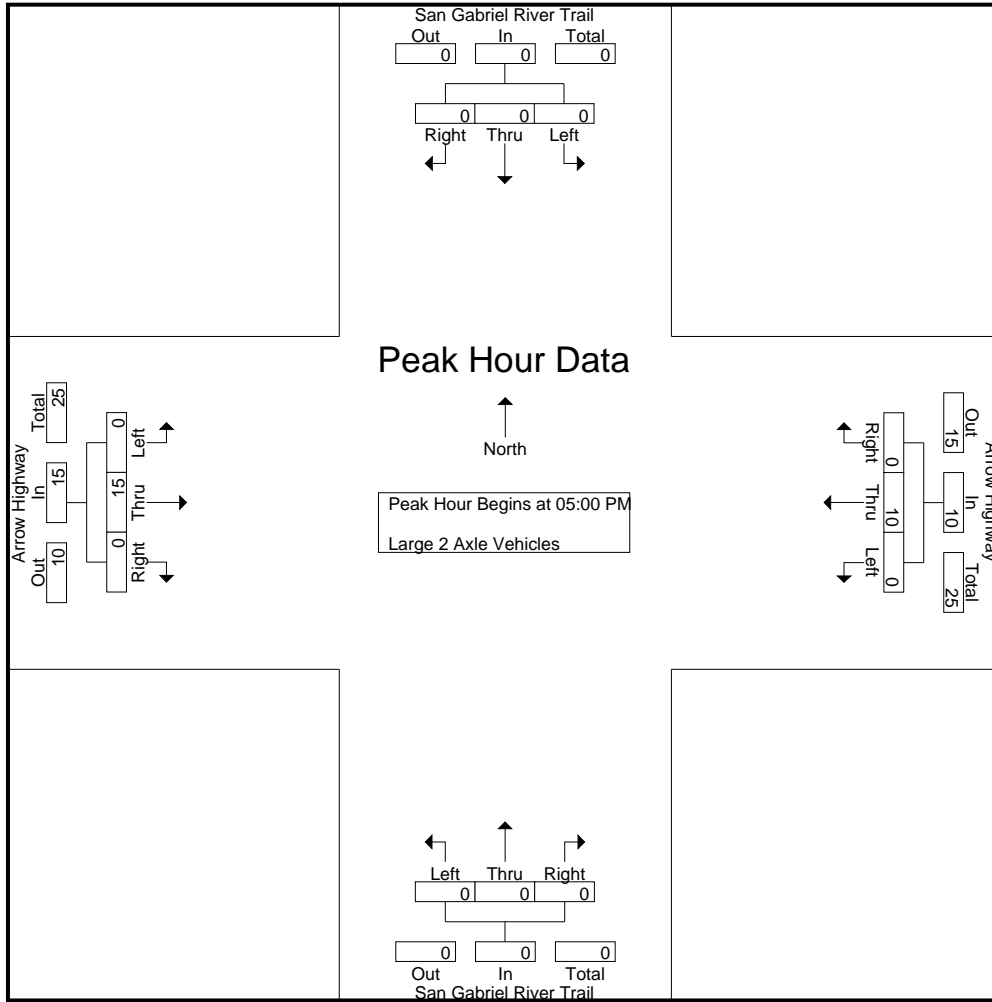 San Gabriel River Trail
Out In Total
0 0 0
0 0 0
Right Thru Left
Peak Hour Data
North
Peak Hour Begins at 05:00 PM
Large 2 Axle Vehicles
Arrow Highway
Out In Total
10 15 25
0 15 0
Right Thru Left
Arrow Highway
Out In Total
15 10 25
0 10 0
Right Thru Left
Left Thru Right
0 0 0
0 0 0
Out In Total
San Gabriel River Trail